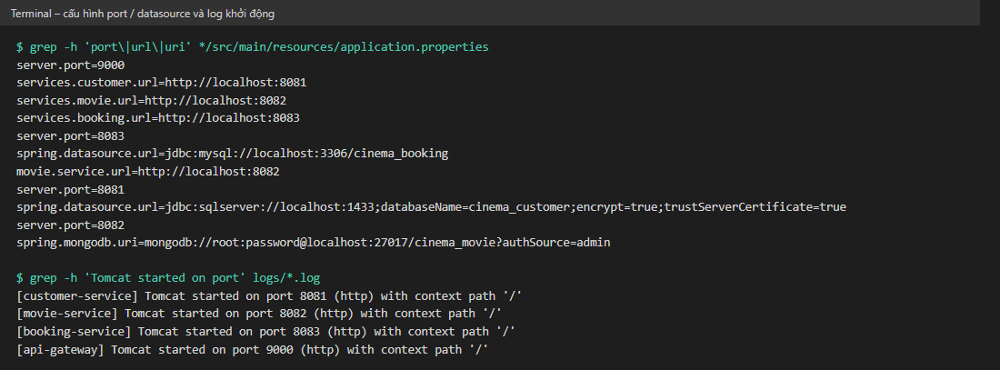 Terminal – cấu hình port / datasource và log khởi động
$ grep -h 'port\|url\|uri' */src/main/resources/application.properties
server.port=9000
services.customer.url=http://localhost:8081
services.movie.url=http://localhost:8082
services.booking.url=http://localhost:8083
server.port=8083
spring.datasource.url=jdbc:mysql://localhost:3306/cinema_booking
movie.service.url=http://localhost:8082
server.port=8081
spring.datasource.url=jdbc:sqlserver://localhost:1433;databaseName=cinema_customer;encrypt=true;trustServerCertificate=true
server.port=8082
spring.mongodb.uri=mongodb://root:password@localhost:27017/cinema_movie?authSource=admin
$ grep -h 'Tomcat started on port' logs/*.log
[customer-service] Tomcat started on port 8081 (http) with context path '/'
[movie-service] Tomcat started on port 8082 (http) with context path '/'
[booking-service] Tomcat started on port 8083 (http) with context path '/'
[api-gateway] Tomcat started on port 9000 (http) with context path '/'